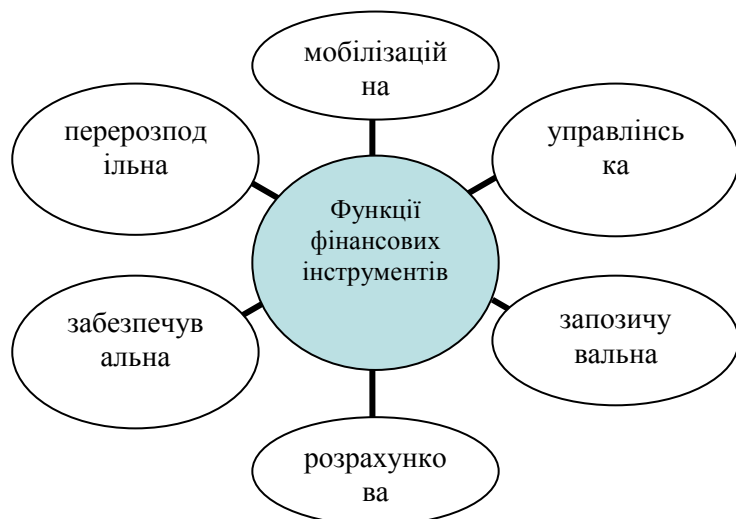 мобілізацій
на
перерозпод
ільна
управлінсь
ка
Функції
фінансових
інструментів
забезпечув
альна
запозичу
вальна
розрахунко
ва